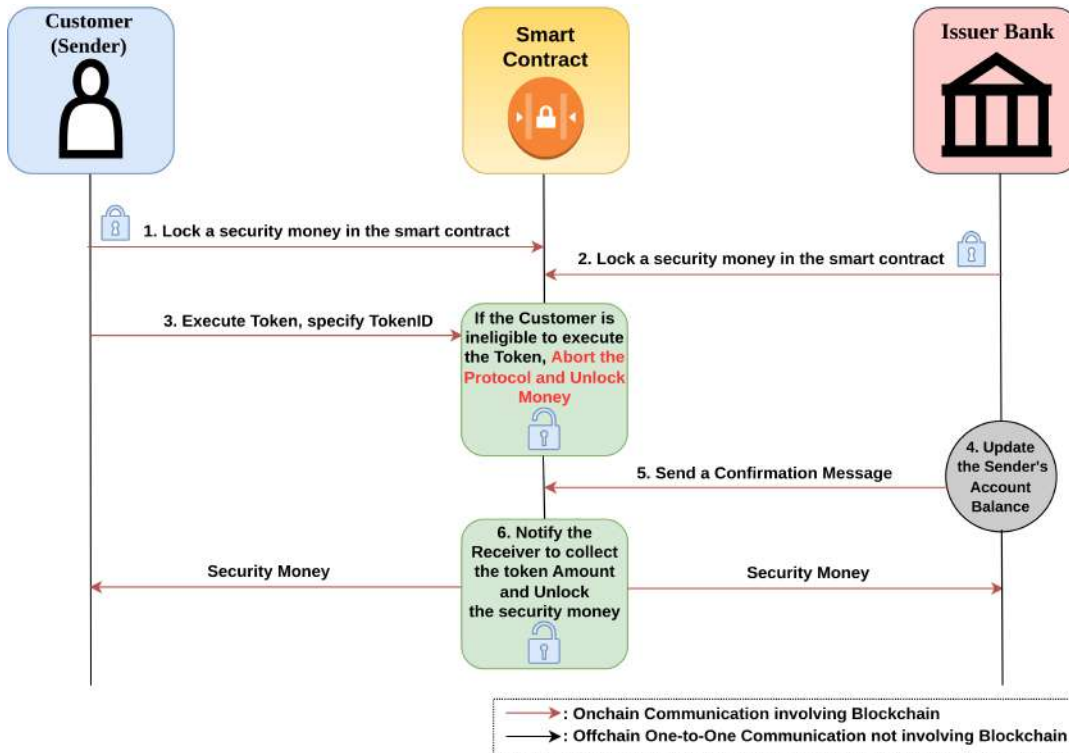 Customer
(Sender)
Smart
Contract
Issuer Bank
1. Lock a security money in the smart contract
2. Lock a security money in the smart contract
3. Execute Token, specify TokenID
If the Customer is
ineligible to execute
the Token, Abort the
Protocol and Unlock
Money
4. Update
the Sender's
Account
Balance
5. Send a Confirmation Message
6. Notify the
Receiver to collect
the token Amount
and Unlock
the security money
Security Money
Security Money
: Onchain Communication involving Blockchain
: Offchain One-to-One Communication not involving Blockchain